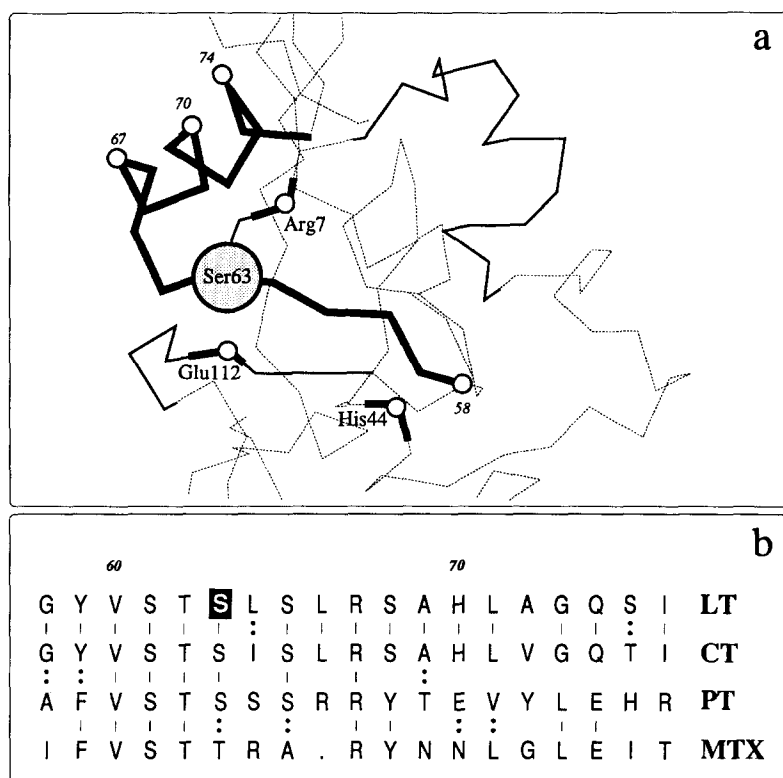 a
74
70
67
Arg7
Ser63
Glu112
His44
58
b
60 70
G Y V S T S L S L R S A H L A G Q S I LT
G Y V S T S I S L R S A H L V G Q T I CT
A F V S T S S S R R Y T E V Y L E H R PT
I F V S T T R A . R Y N N L G L E I T MTX